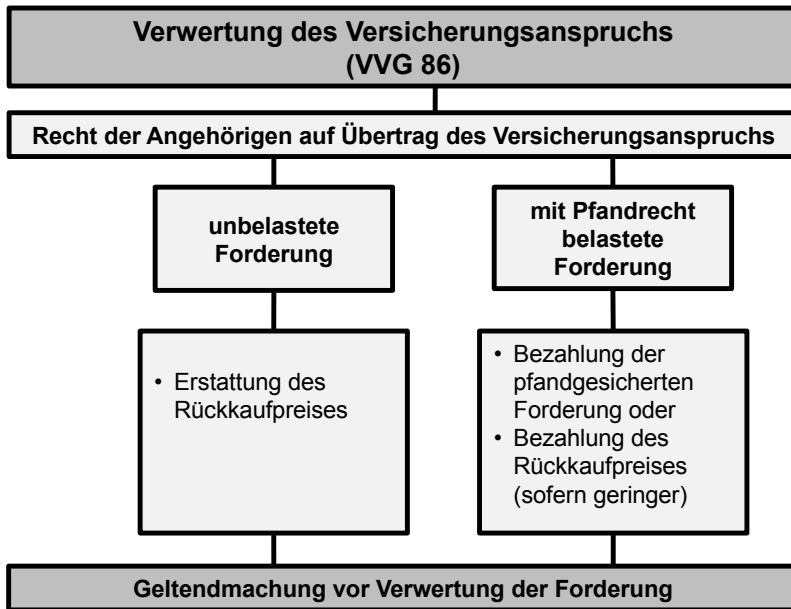 Verwertung des Versicherungsanspruchs
(VVG 86)
Recht der Angehörigen auf Übertrag des Versicherungsanspruchs
unbelastete
Forderung
mit Pfandrecht
belastete
Forderung
• Erstattung des
Rückkaufpreises
• Bezahlung der
pfandgesicherten
Forderung oder
• Bezahlung des
Rückkaufpreises
(sofern geringer)
Geltendmachung vor Verwertung der Forderung